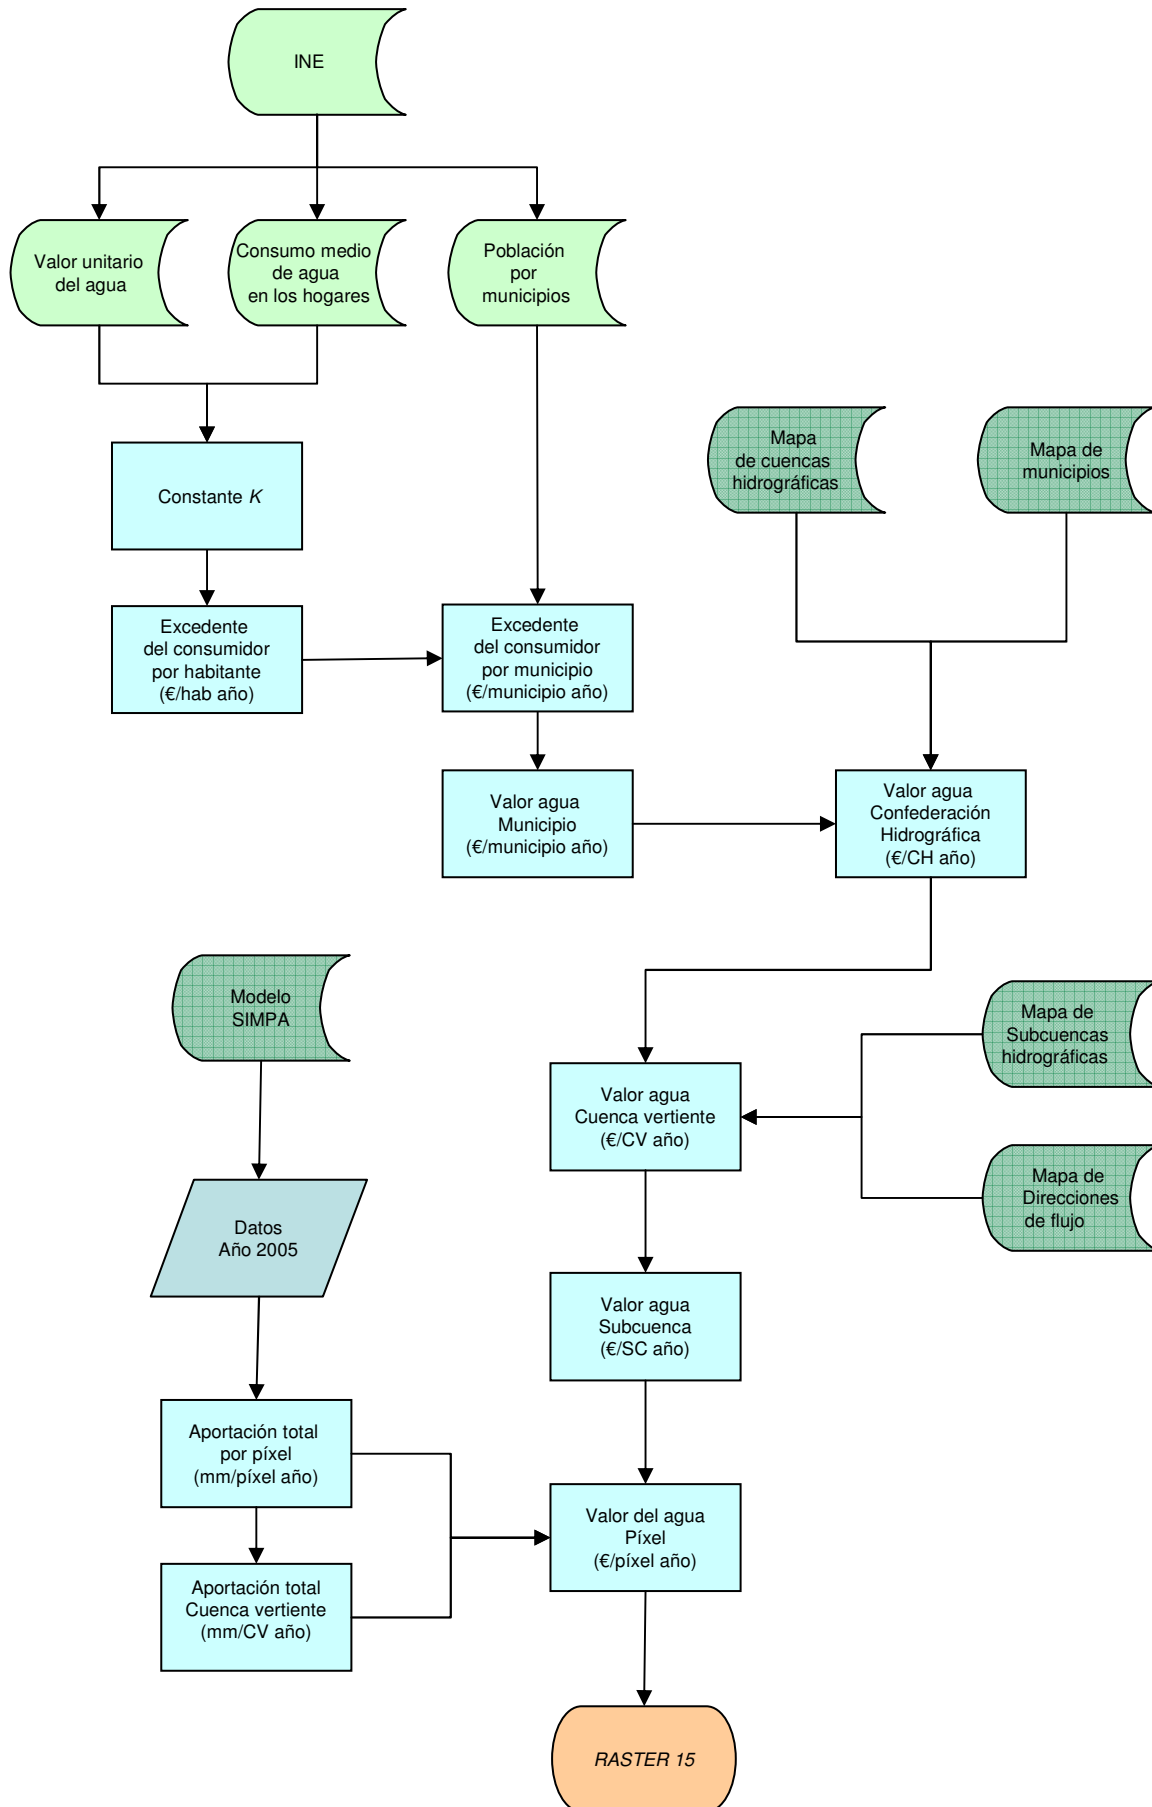 INE
Valor unitario
del agua
Consumo medio
de agua
en los hogares
Población
por
municipios
Mapa
de cuencas
hidrográficas
Mapa de
municipios
Constante K
Excedente
del consumidor
por habitante
(€/hab año)
Excedente
del consumidor
por municipio
(€/municipio año)
Valor agua
Municipio
(€/municipio año)
Valor agua
Confederación
Hidrográfica
(€/CH año)
Modelo
SIMPA
Mapa de
Subcuencas
hidrográficas
Valor agua
Cuenca vertiente
(€/CV año)
Mapa de
Direcciones
de flujo
Datos
Año 2005
Valor agua
Subcuenca
(€/SC año)
Aportación total
por píxel
(mm/píxel año)
Valor del agua
Píxel
(€/píxel año)
Aportación total
Cuenca vertiente
(mm/CV año)
RASTER 15